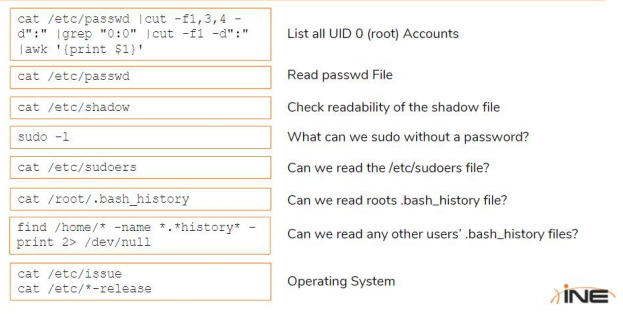 cat /etc/passwd |cut -f1,3,4 -
d":" |grep "0:0" |cut -f1 -d":"
|awk '{print $1}'
List all UID 0 (root) Accounts
cat /etc/passwd
Read passwd File
cat /etc/shadow
Check readability of the shadow file
sudo -l
What can we sudo without a password?
cat /etc/sudoers
Can we read the /etc/sudoers file?
cat /root/.bash_history
Can we read roots .bash_history file?
find /home/* -name *.*history* -
print 2> /dev/null
Can we read any other users’ .bash_history files?
cat /etc/issue
cat /etc/*-release
Operating System
INE